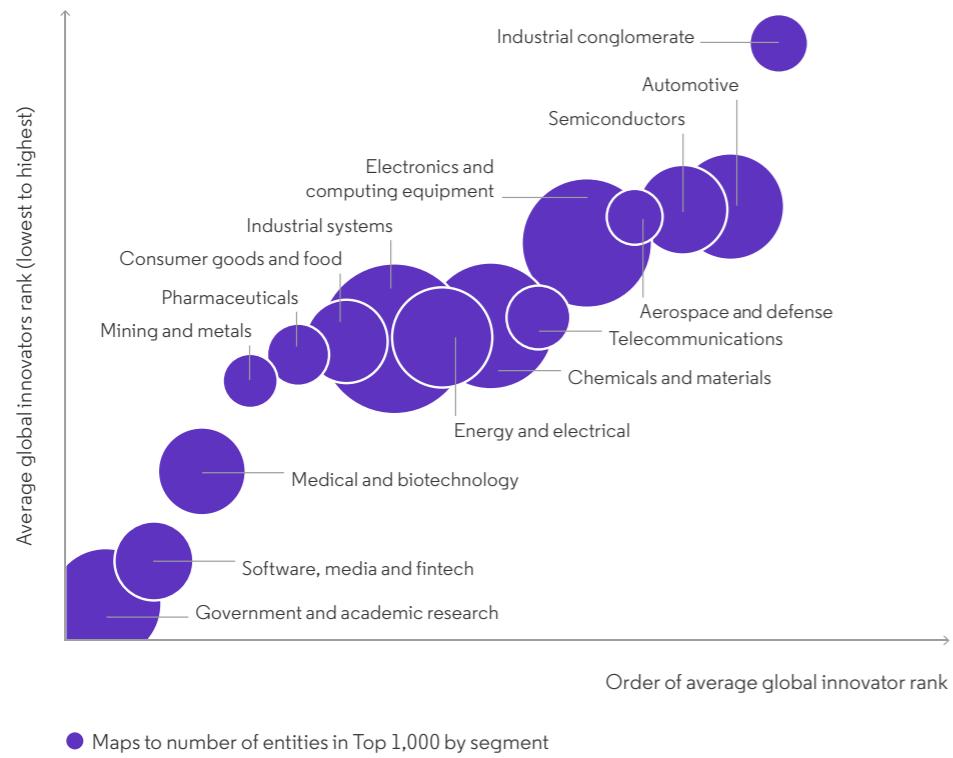 Industrial conglomerate
Automotive
Semiconductors
Electronics and
computing equipment
Industrial systems
Consumer goods and food
Pharmaceuticals
Mining and metals
Aerospace and defense
Telecommunications
Chemicals and materials
Energy and electrical
Medical and biotechnology
Software, media and fintech
Government and academic research
Average global innovators rank (lowest to highest)
Order of average global innovator rank
Maps to number of entities in Top 1,000 by segment